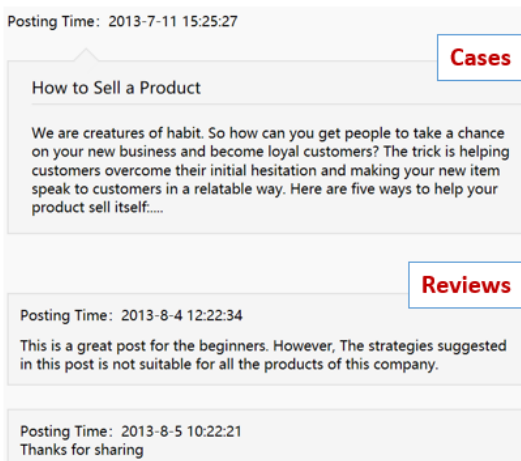 Posting Time: 2013-7-11 15:25:27
Cases
How to Sell a Product
We are creatures of habit. So how can you get people to take a chance
on your new business and become loyal customers? The trick is helping
customers overcome their initial hesitation and making your new item
speak to customers in a relatable way. Here are five ways to help your
product sell itself:....
Reviews
Posting Time: 2013-8-4 12:22:34
This is a great post for the beginners. However, The strategies suggested
in this post is not suitable for all the products of this company.
Posting Time: 2013-8-5 10:22:21
Thanks for sharing